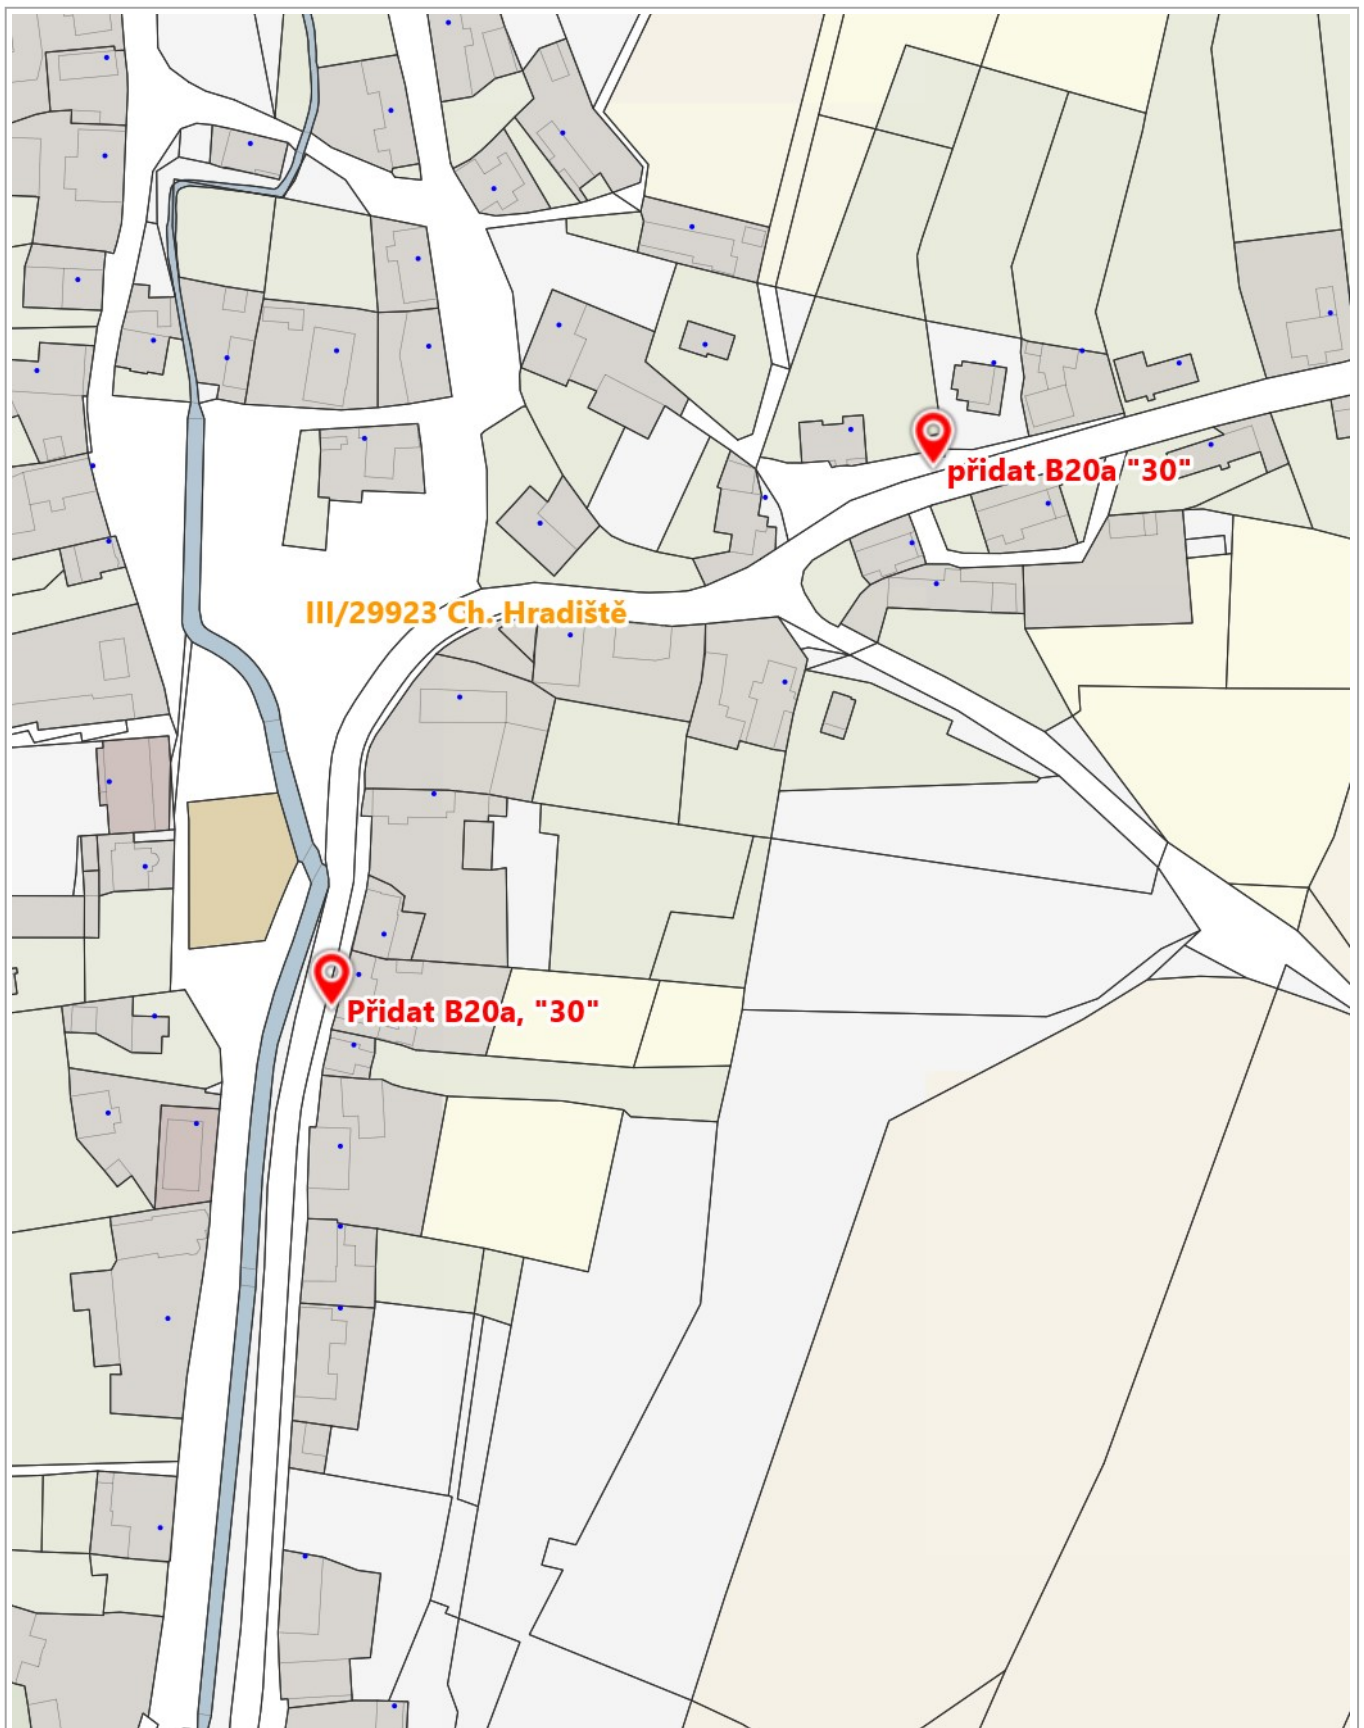 přidat B20a "30"
III/29923 Ch. Hradiště
Přidat B20a, "30"